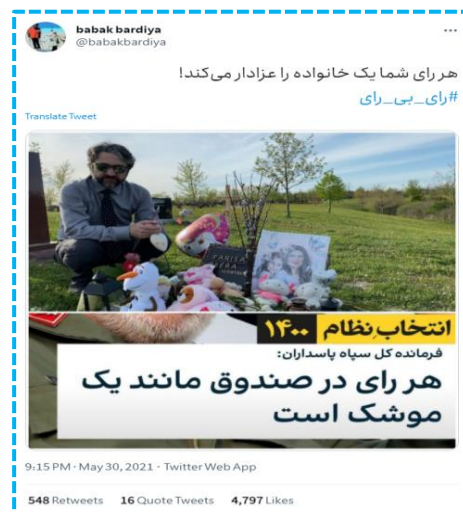 babak bardiya
@babakbardiya
هر رای شما یک خانواده را عزادار می‌کند!
#رای_بی_رای
Translate Tweet
PARISA
انتخاب نظام ۱۴۰۰
فرمانده کل سپاه پاسداران:
هر رای در صندوق مانند یک
موشک است
9:15 PM · May 30, 2021 · Twitter Web App
548 Retweets 16 Quote Tweets 4,797 Likes